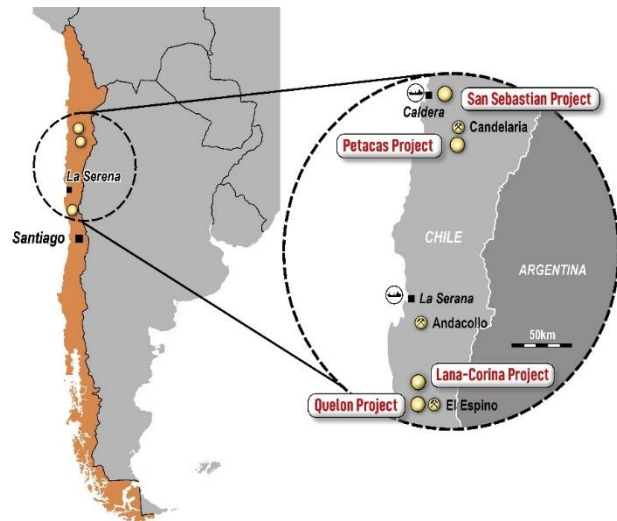 La Serena
Santiago
Caldera
San Sebastian Project
Candelaria
Petacas Project
CHILE
ARGENTINA
La Serana
Andacollo
50km
Lana-Corina Project
Quelon Project
El Espino